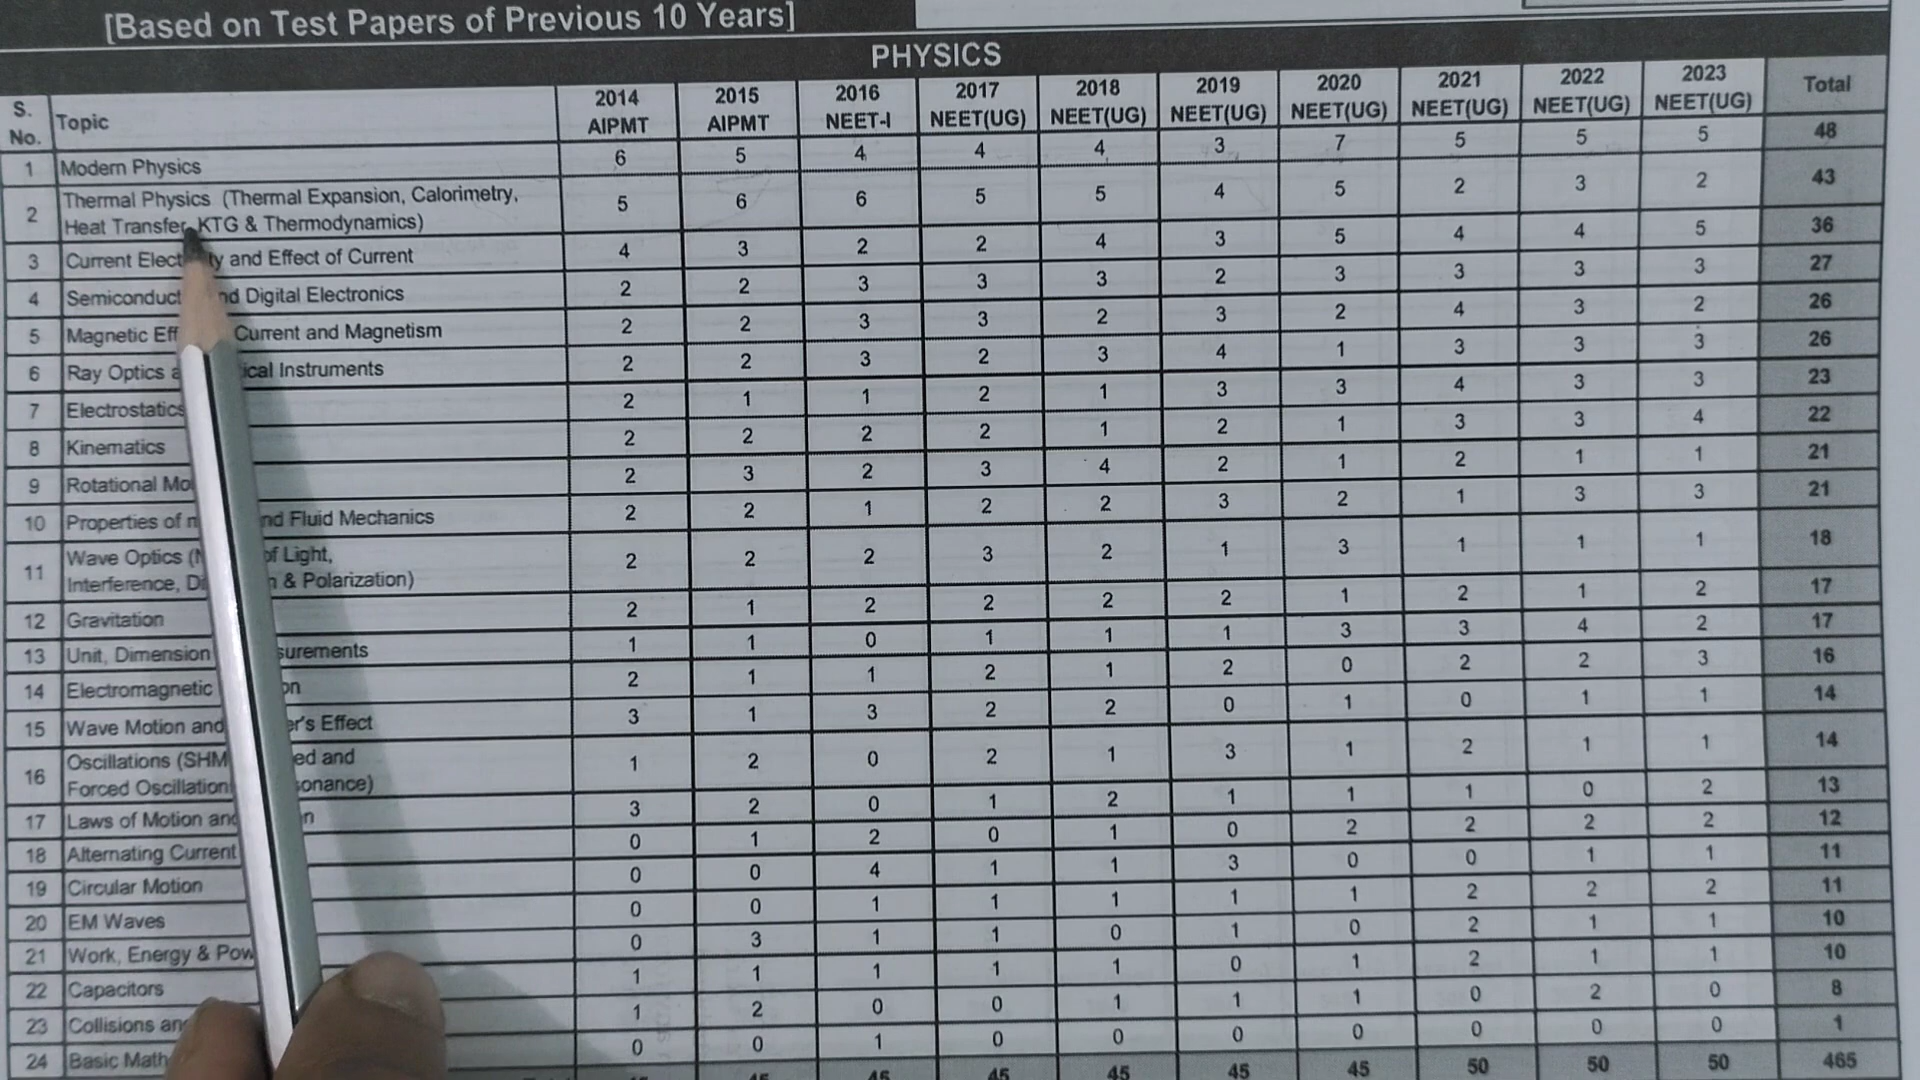 [Based on Test Papers of Previous 10 Years]
PHYSICS
S. No. Topic 2014 AIPMT 2015 AIPMT 2016 NEET-I 2017 NEET(UG) 2018 NEET(UG) 2019 NEET(UG) 2020 NEET(UG) 2021 NEET(UG) 2022 NEET(UG) 2023 NEET(UG) Total
1 Modern Physics 6 5 4 4 4 3 7 5 5 5 48
2 Thermal Physics (Thermal Expansion, Calorimetry,
Heat Transfer, KTG & Thermodynamics) 5 6 6 5 5 4 5 2 3 2 43
3 Current and Effect of Current 4 3 2 2 4 3 5 4 4 5 36
4 Digital Electronics 2 2 3 3 3 2 3 3 3 3 27
5 Magnetic Current and Magnetism 2 2 3 3 2 3 2 4 3 2 26
6 Ray Optics Instruments 2 2 3 2 3 4 1 3 3 3 26
7 Electrostatics 2 1 1 2 1 3 3 4 3 3 23
8 Kinematics 2 2 2 2 1 2 1 3 3 4 22
9 Rotational 2 3 2 3 4 2 1 2 1 1 21
10 Properties of Fluid Mechanics 2 2 1 2 2 3 2 1 3 3 21
11 Wave Optics of Light,
Interference, & Polarization) 2 2 2 3 2 1 3 1 1 1 18
12 Gravitation 2 1 2 2 2 2 1 2 1 2 17
13 Unit, Dimension 1 1 0 1 1 1 3 3 4 2 17
14 Electromagnetic 2 1 1 2 1 2 0 2 2 3 16
15 Wave Motion and Effect 3 1 3 2 2 0 1 0 1 1 14
16 Oscillations (SHM and
Forced Oscillation 1 2 0 2 1 3 1 2 1 1 14
17 Laws of Motion 3 2 0 1 2 1 1 1 0 2 13
18 Alternating Current 0 1 2 0 1 0 2 2 2 2 12
19 Circular Motion 0 0 4 1 1 3 0 0 1 1 11
20 EM Waves 0 0 1 1 1 1 1 2 2 2 11
21 Work, Energy & 0 3 1 1 0 1 0 2 1 1 10
22 Capacitors 1 1 1 1 1 0 1 2 1 1 10
23 Collisions 1 2 0 0 1 1 1 0 2 0 8
24 Basic 0 0 1 0 0 0 0 0 0 0 1
45 45 45 45 45 50 50 50 465